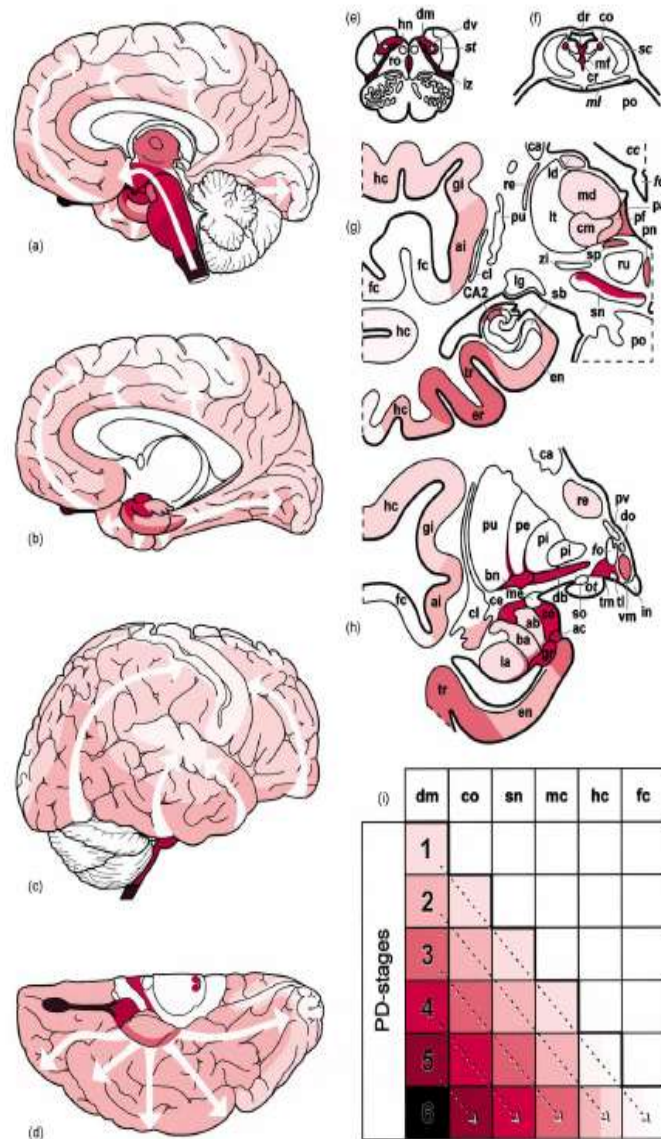 (a)
(b)
(c)
(d)
(e)
hn dm dv
st
ro
iz
(f)
dr co
sc
mf
cr
ml po
(g)
hc
gi
ai
fc fc
cl
hc
CA2
re
pu
ca
cc
ld
md
lt
cm
pf
pn
sp
zi
ru
lg
sb
sn
po
tr
en
hc
er
(h)
hc
gi
fc
ai
pu
pe
pi
pi
ca
re
pv
do
fo
bn
cl
ce
me
db
ot
so
tm
tl
vm
in
ab
co
ac
ba
gr
la
tr
en
(i)
dm co sn mc hc fc
PD-stages
1
2
3
4
5
6